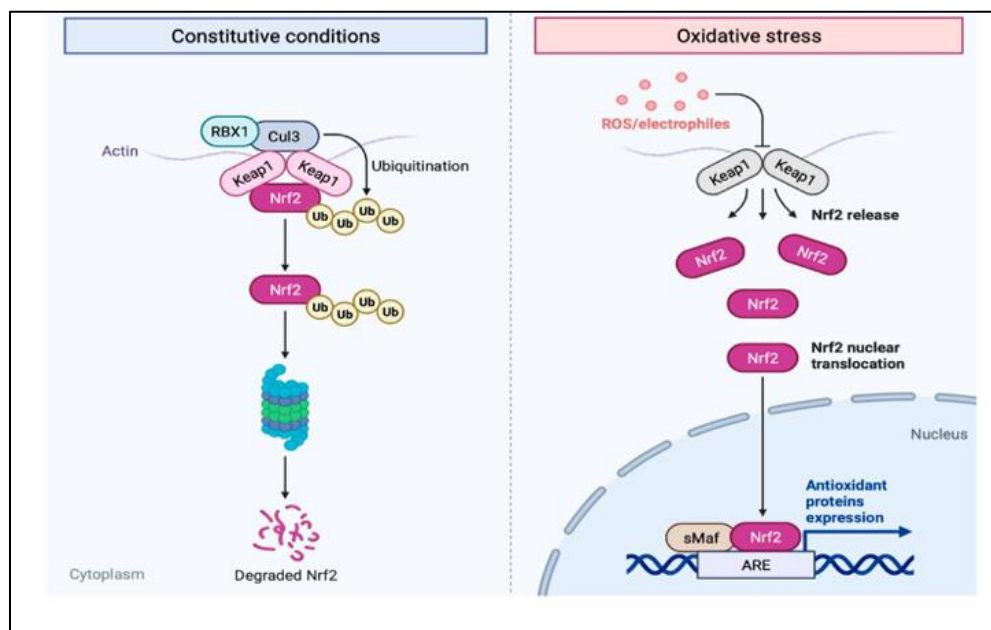 Constitutive conditions
RBX1
Cul3
Actin
Keap1
Keap1
Ubiquitination
Nrf2
Ub
Ub
Ub
Ub
Nrf2
Ub
Ub
Ub
Ub
Degraded Nrf2
Cytoplasm
Oxidative stress
ROS/electrophiles
Keap1
Keap1
Nrf2 release
Nrf2
Nrf2
Nrf2
Nrf2
Nrf2 nuclear
translocation
Nucleus
Antioxidant
proteins
expression
sMaf
Nrf2
ARE